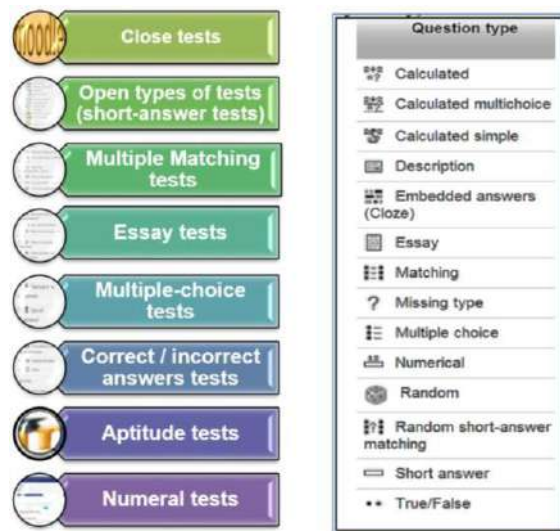 Close tests
Open types of tests
(short-answer tests)
Multiple Matching
tests
Essay tests
Multiple-choice
tests
Correct / incorrect
answers tests
Aptitude tests
Numeral tests
Question type
Calculated
Calculated multichoice
Calculated simple
Description
Embedded answers
(Cloze)
Essay
Matching
? Missing type
Multiple choice
Numerical
Random
Random short-answer
matching
Short answer
True/False